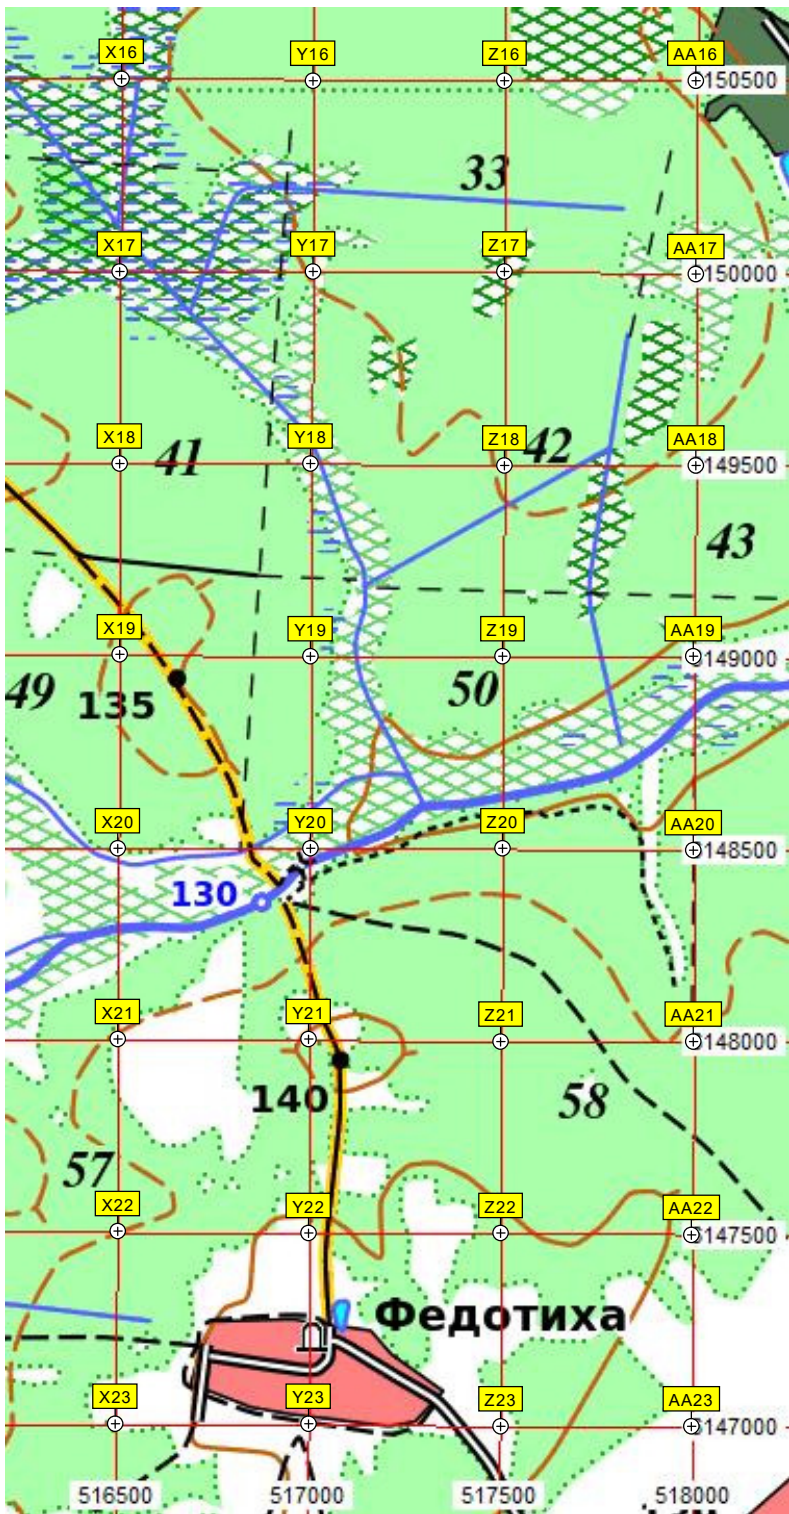 X16 Y16 Z16 AA16
150500
33
X17 Y17 Z17 AA17
150000
X18 Y18 Z18 AA18
41 42
149500
43
X19 Y19 Z19 AA19
149000
49 135 50
X20 Y20 Z20 AA20
148500
130
X21 Y21 Z21 AA21
148000
140 58
57
X22 Y22 Z22 AA22
5147500
Федотиха
X23 Y23 Z23 AA23
5147000
516500 517000 517500 518000